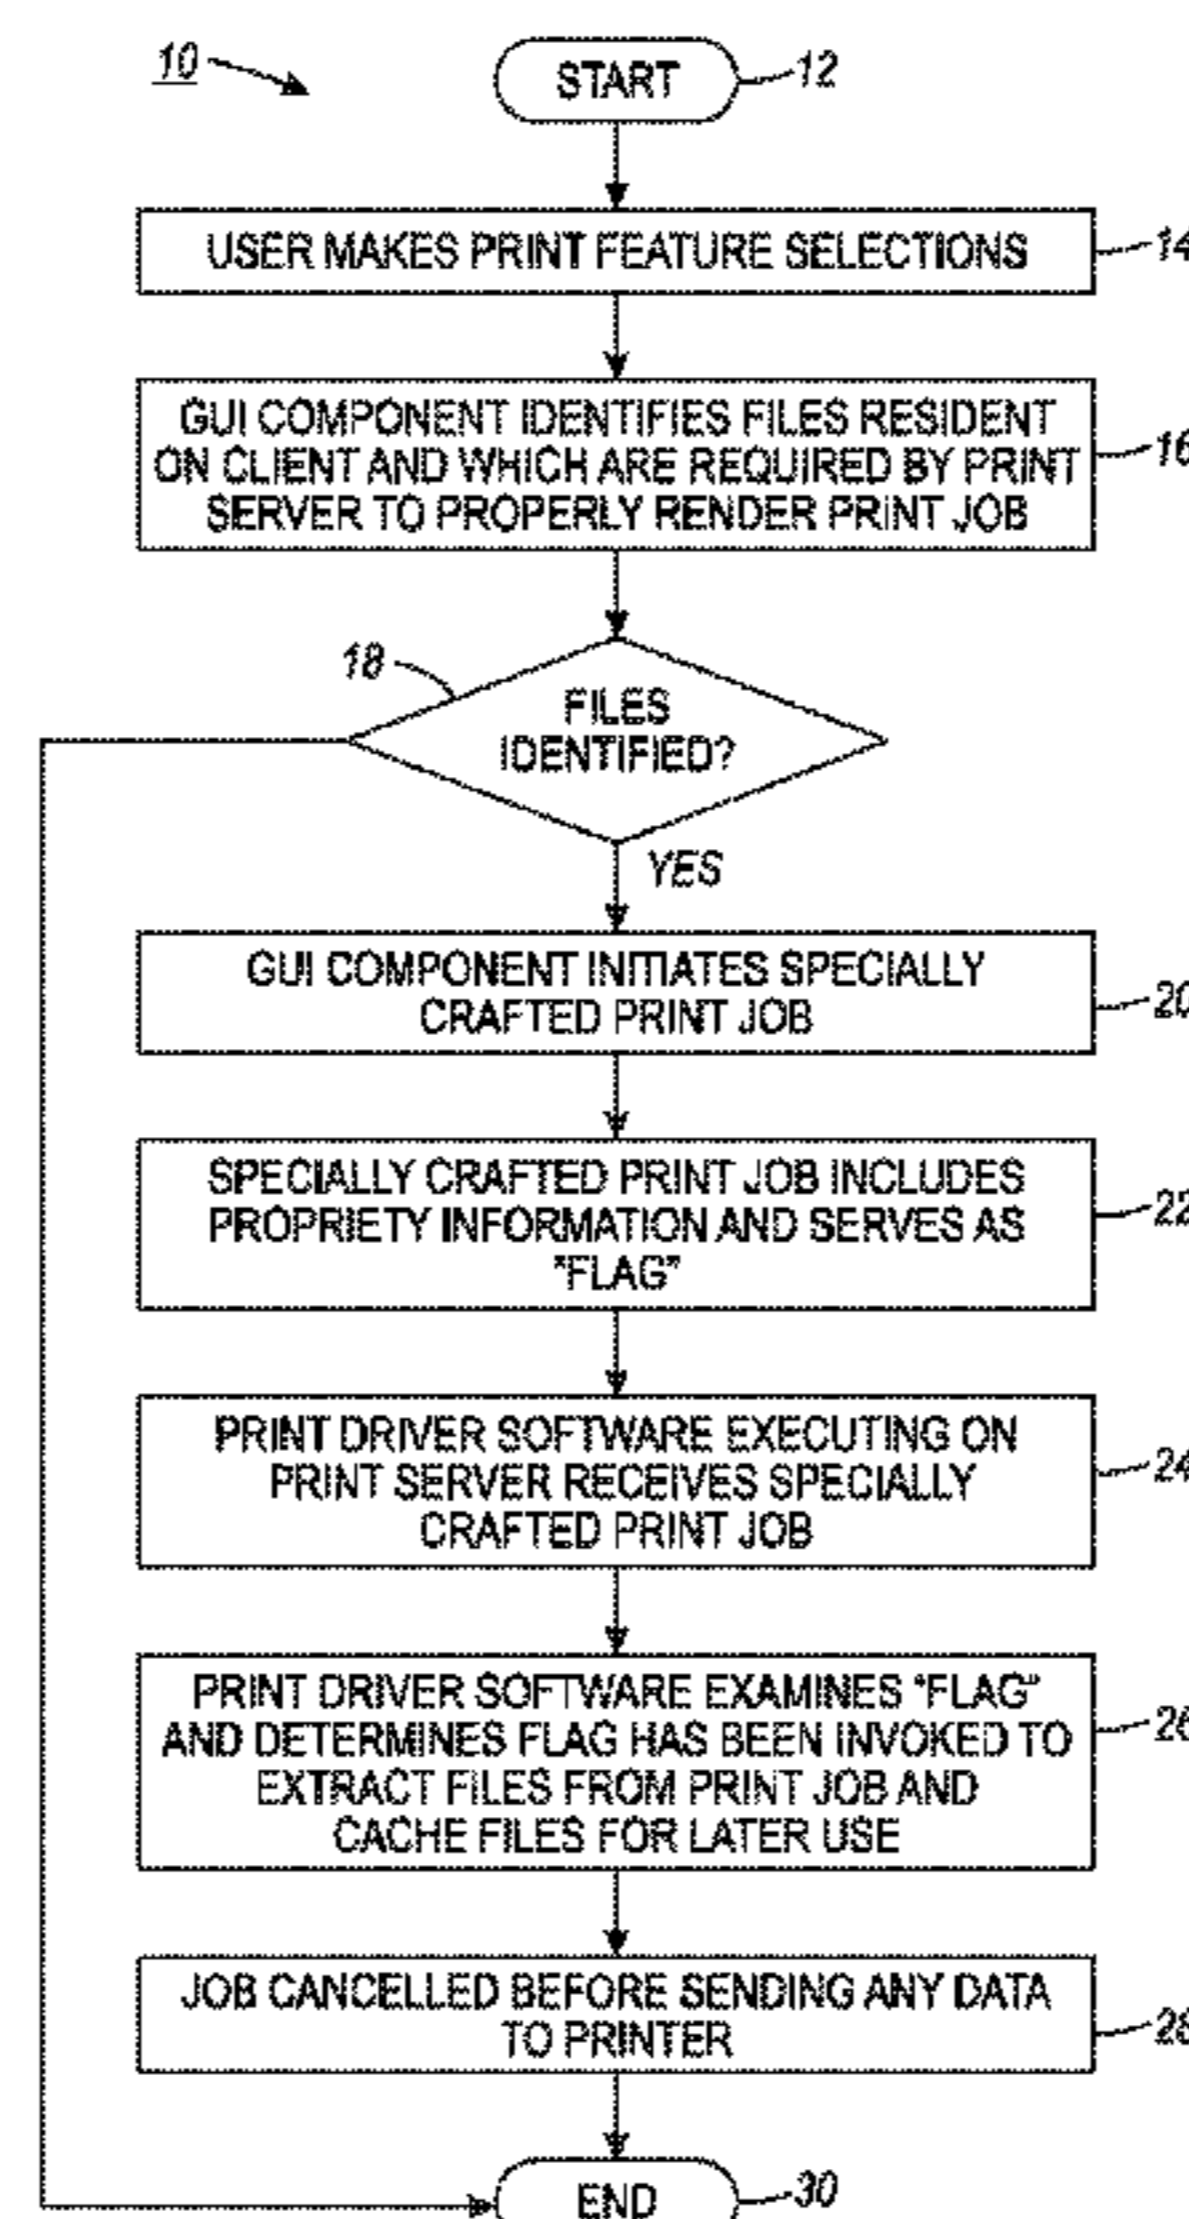 10
START
12
USER MAKES PRINT FEATURE SELECTIONS
14
GUI COMPONENT IDENTIFIES FILES RESIDENT
ON CLIENT AND WHICH ARE REQUIRED BY PRINT
SERVER TO PROPERLY RENDER PRINT JOB
16
18
FILES
IDENTIFIED?
YES
GUI COMPONENT INITIATES SPECIALLY
CRAFTED PRINT JOB
20
SPECIALLY CRAFTED PRINT JOB INCLUDES
PROPRIETY INFORMATION AND SERVES AS
"FLAG"
22
PRINT DRIVER SOFTWARE EXECUTING ON
PRINT SERVER RECEIVES SPECIALLY
CRAFTED PRINT JOB
24
PRINT DRIVER SOFTWARE EXAMINES "FLAG"
AND DETERMINES FLAG HAS BEEN INVOKED TO
EXTRACT FILES FROM PRINT JOB AND
CACHE FILES FOR LATER USE
26
JOB CANCELLED BEFORE SENDING ANY DATA
TO PRINTER
28
END
30